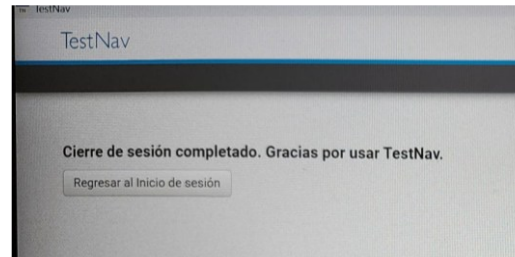 TestNav
TestNav
Cierre de sesión completado. Gracias por usar TestNav.
Regresar al Inicio de sesión